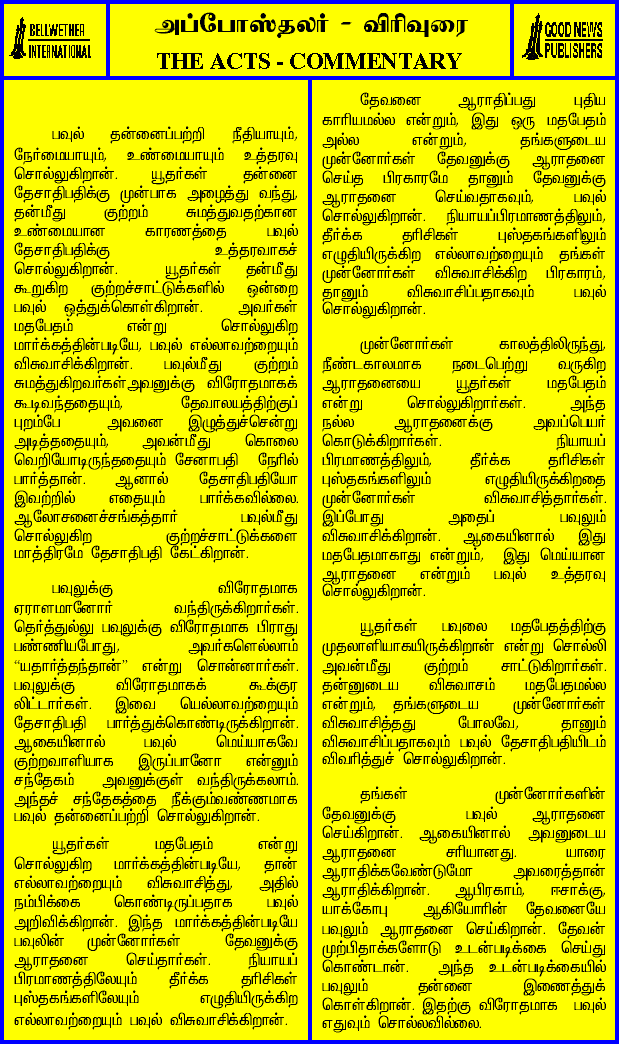 BELLWETHER
INTERNATIONAL
அப்போஸ்தலர் - விரிவுரை
THE ACTS - COMMENTARY
GOOD NEWS
PUBLISHERS
பவுல் தன்னைப்பற்றி நீதியாயும்,
நேர்மையாயும், உண்மையாயும் உத்தரவு
சொல்லுகிறான். யூதர்கள் தன்னை
தேசாதிபதிக்கு முன்பாக அழைத்து வந்து,
தன்மீது குற்றம் சுமத்துவதற்கான
உண்மையான காரணத்தை பவுல்
தேசாதிபதிக்கு உத்தரவாகச்
சொல்லுகிறான். யூதர்கள் தன்மீது
கூறுகிற குற்றச்சாட்டுக்களில் ஒன்றை
பவுல் ஒத்துக்கொள்கிறான். அவர்கள்
மதபேதம் என்று சொல்லுகிற
மார்க்கத்தின்படியே, பவுல் எல்லாவற்றையும்
விசுவாசிக்கிறான். பவுல்மீது குற்றம்
சுமத்துகிறவர்கள்அவனுக்கு விரோதமாகக்
கூடிவந்ததையும், தேவாலயத்திற்குப்
புறம்பே அவனை இழுத்துச்சென்று
அடித்ததையும், அவன்மீது கொலை
வெறியோடிருந்ததையும் சேனாபதி நேரில்
பார்த்தான். ஆனால் தேசாதிபதியோ
இவற்றில் எதையும் பார்க்கவில்லை.
ஆலோசனைச்சங்கத்தார் பவுல்மீது
சொல்லுகிற குற்றச்சாட்டுக்களை
மாத்திரமே தேசாதிபதி கேட்கிறான்.
பவுலுக்கு விரோதமாக
ஏராளமானோர் வந்திருக்கிறார்கள்.
தெர்த்துல்லு பவுலுக்கு விரோதமாக பிராது
பண்ணியபோது, அவர்களெல்லாம்
“யதார்த்தந்தான்” என்று சொன்னார்கள்.
பவுலுக்கு விரோதமாகக் கூக்குர
லிட்டார்கள். இவை யெல்லாவற்றையும்
தேசாதிபதி பார்த்துக்கொண்டிருக்கிறான்.
ஆகையினால் பவுல் மெய்யாகவே
குற்றவாளியாக இருப்பானோ என்னும்
சந்தேகம் அவனுக்குள் வந்திருக்கலாம்.
அந்தச் சந்தேகத்தை நீக்கும்வண்ணமாக
பவுல் தன்னைப்பற்றி சொல்லுகிறான்.
யூதர்கள் மதபேதம் என்று
சொல்லுகிற மார்க்கத்தின்படியே, தான்
எல்லாவற்றையும் விசுவாசித்து, அதில்
நம்பிக்கை கொண்டிருப்பதாக பவுல்
அறிவிக்கிறான். இந்த மார்க்கத்தின்படியே
பவுலின் முன்னோர்கள் தேவனுக்கு
ஆராதனை செய்தார்கள். நியாயப்
பிரமாணத்திலேயும் தீர்க்க தரிசிகள்
புஸ்தகங்களிலேயும் எழுதியிருக்கிற
எல்லாவற்றையும் பவுல் விசுவாசிக்கிறான்.
தேவனை ஆராதிப்பது புதிய
காரியமல்ல என்றும், இது ஒரு மதபேதம்
அல்ல என்றும், தங்களுடைய
முன்னோர்கள் தேவனுக்கு ஆராதனை
செய்த பிரகாரமே தானும் தேவனுக்கு
ஆராதனை செய்வதாகவும், பவுல்
சொல்லுகிறான். நியாயப்பிரமாணத்திலும்,
தீர்க்க தரிசிகள் புஸ்தகங்களிலும்
எழுதியிருக்கிற எல்லாவற்றையும் தங்கள்
முன்னோர்கள் விசுவாசிக்கிற பிரகாரம்,
தானும் விசுவாசிப்பதாகவும் பவுல்
சொல்லுகிறான்.
முன்னோர்கள் காலத்திலிருந்து,
நீண்டகாலமாக நடைபெற்று வருகிற
ஆராதனையை யூதர்கள் மதபேதம்
என்று சொல்லுகிறார்கள். அந்த
நல்ல ஆராதனைக்கு அவப்பெயர்
கொடுக்கிறார்கள். நியாயப்
பிரமாணத்திலும், தீர்க்க தரிசிகள்
புஸ்தகங்களிலும் எழுதியிருக்கிறதை
முன்னோர்கள் விசுவாசித்தார்கள்.
இப்போது அதைப் பவுலும்
விசுவாசிக்கிறான். ஆகையினால் இது
மதபேதமாகாது என்றும், இது மெய்யான
ஆராதனை என்றும் பவுல் உத்தரவு
சொல்லுகிறான்.
யூதர்கள் பவுலை மதபேதத்திற்கு
முதலாளியாகயிருக்கிறான் என்று சொல்லி
அவன்மீது குற்றம் சாட்டுகிறார்கள்.
தன்னுடைய விசுவாசம் மதபேதமல்ல
என்றும், தங்களுடைய முன்னோர்கள்
விசுவாசித்தது போலவே, தானும்
விசுவாசிப்பதாகவும் பவுல் தேசாதிபதியிடம்
விவரித்துச் சொல்லுகிறான்.
தங்கள் முன்னோர்களின்
தேவனுக்கு பவுல் ஆராதனை
செய்கிறான். ஆகையினால் அவனுடைய
ஆராதனை சரியானது. யாரை
ஆராதிக்கவேண்டுமோ அவரைத்தான்
ஆராதிக்கிறான். ஆபிரகாம், ஈசாக்கு,
யாக்கோபு ஆகியோரின் தேவனையே
பவுலும் ஆராதனை செய்கிறான். தேவன்
முற்பிதாக்களோடு உடன்படிக்கை செய்து
கொண்டான். அந்த உடன்படிக்கையில்
பவுலும் தன்னை இணைத்துக்
கொள்கிறான். இதற்கு விரோதமாக பவுல்
எதுவும் சொல்லவில்லை.